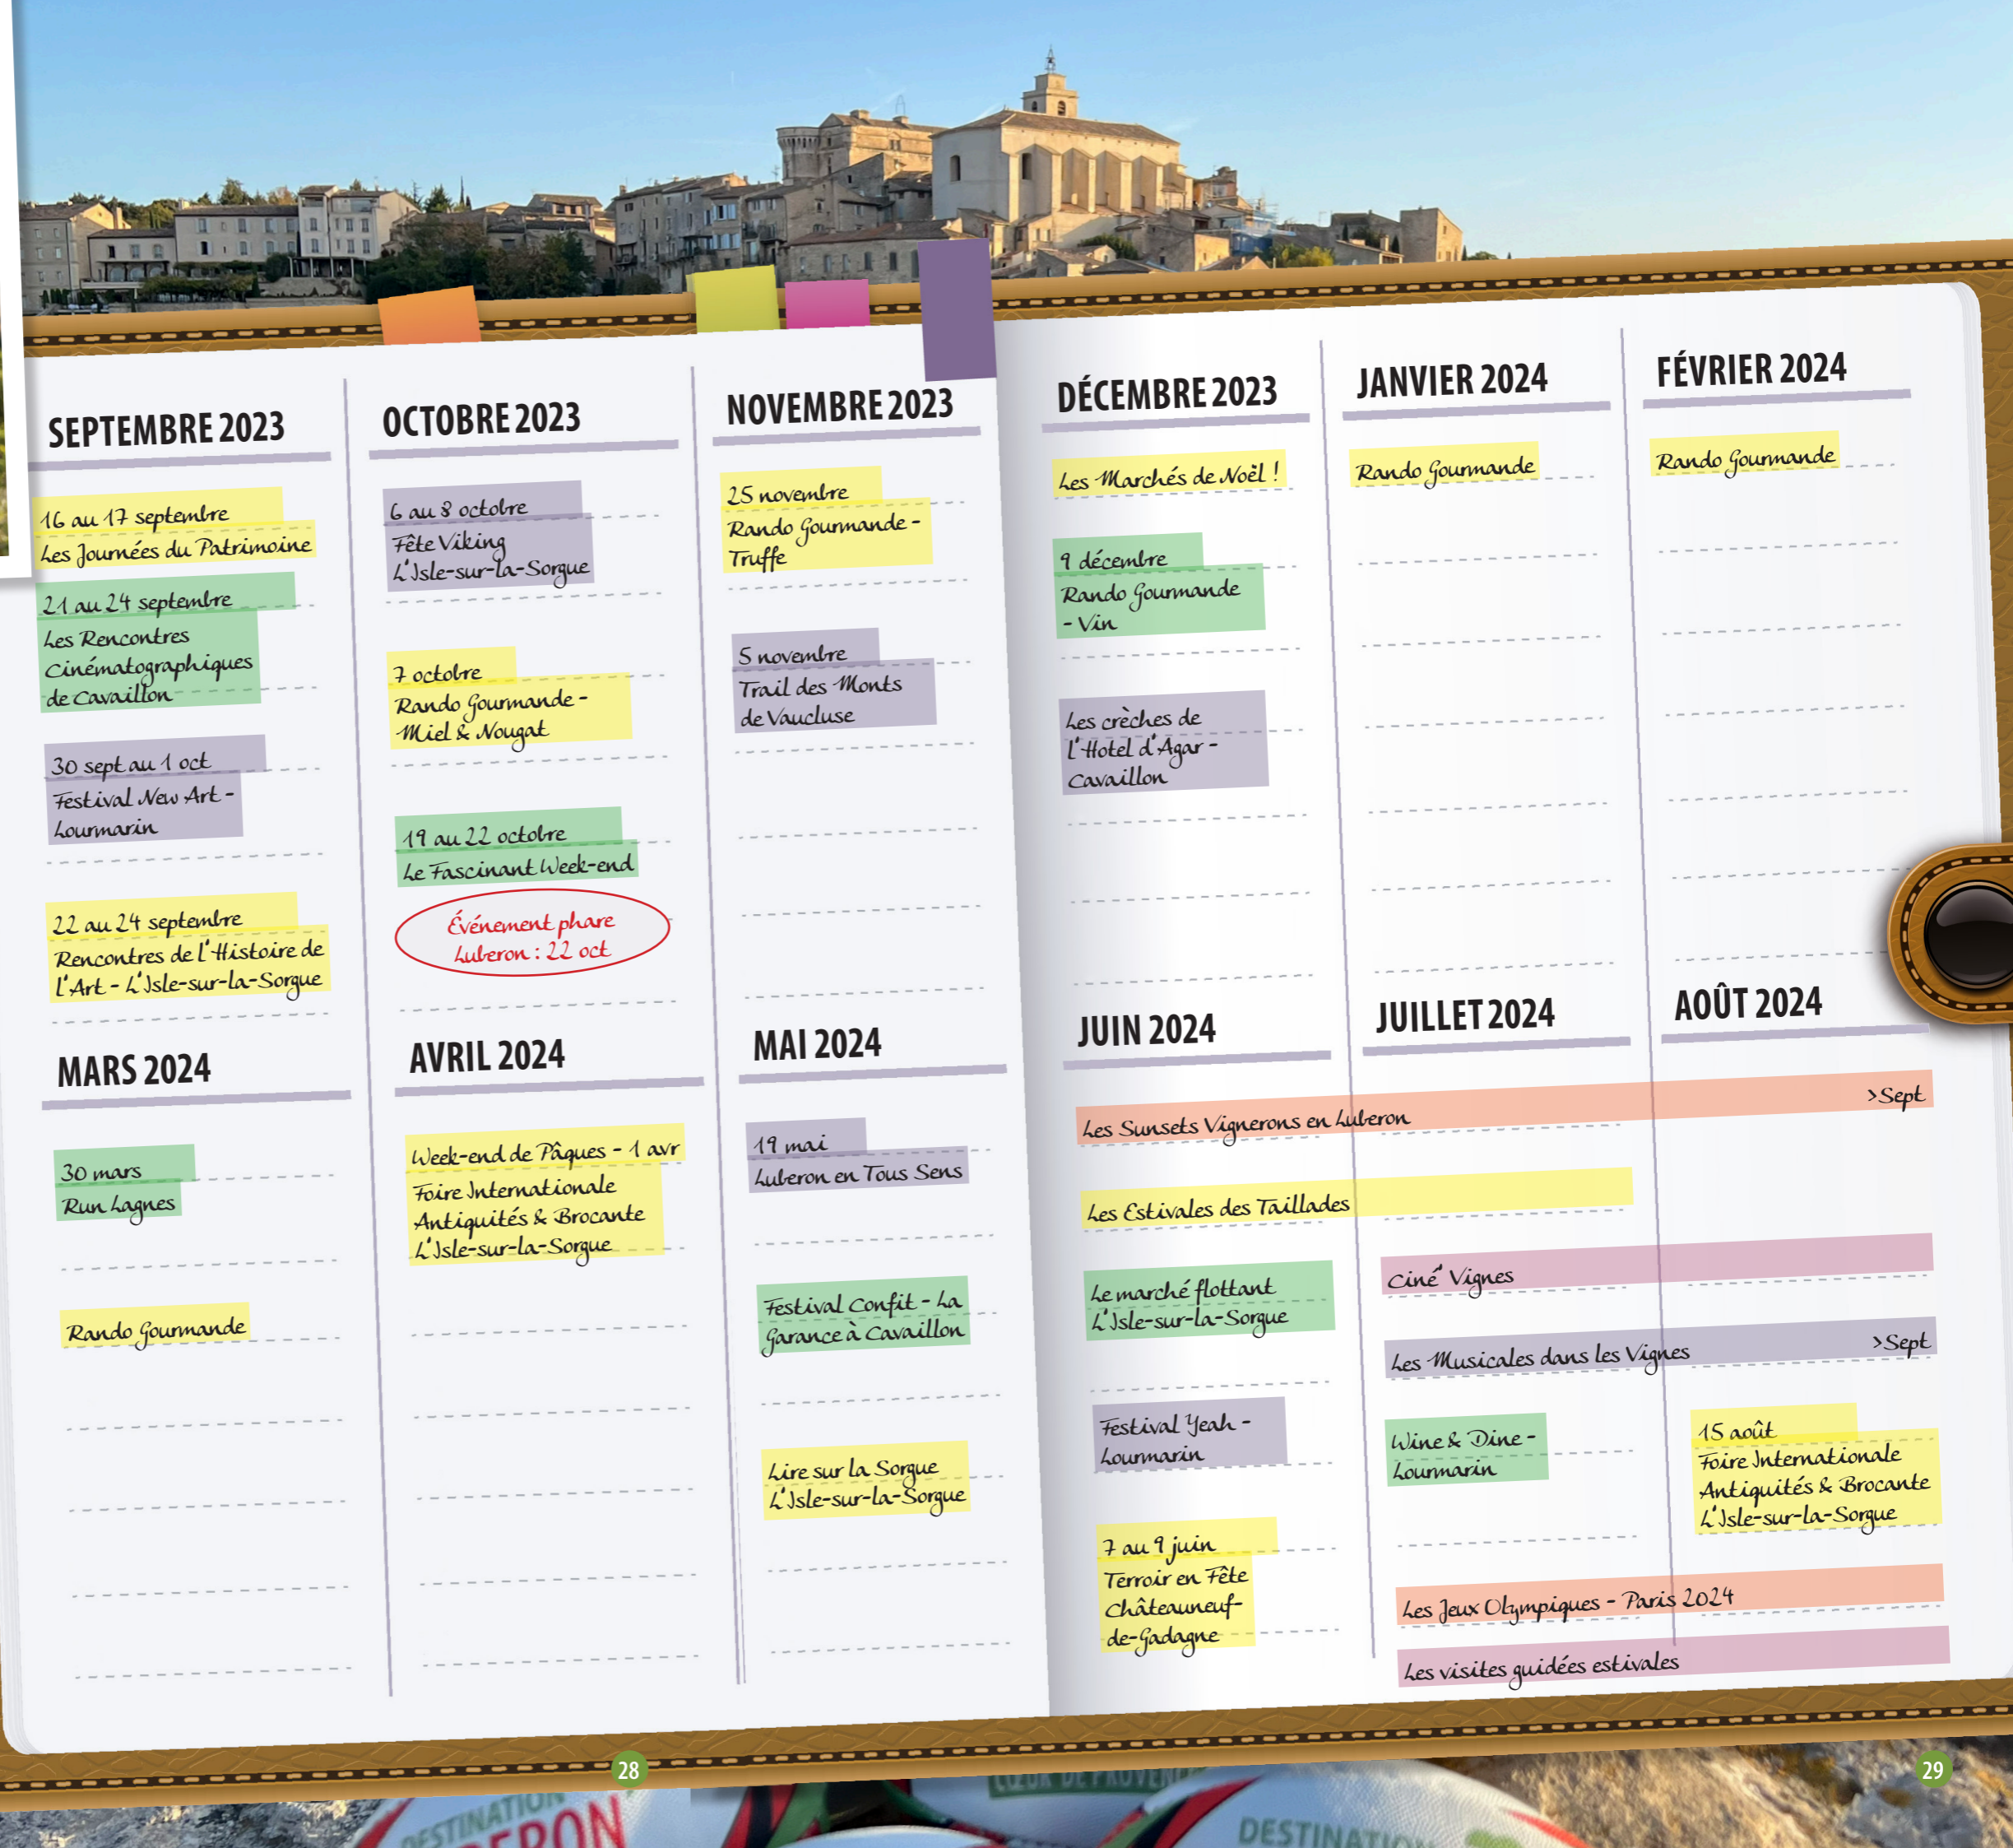 SEPTEMBRE 2023
16 au 17 septembre
Les Journées du Patrimoine
21 au 24 septembre
Les Rencontres
Cinématographiques
de Cavaillon
30 sept au 1 oct
Festival New Art -
Lourmarin
22 au 24 septembre
Rencontres de l'Histoire de
l'Art - L'Isle-sur-la-Sorgue
OCTOBRE 2023
6 au 8 octobre
Fête Viking
L'Isle-sur-la-Sorgue
7 octobre
Rando Gourmande -
Miel & Nougat
19 au 22 octobre
Le Fascinant Week-end
Événement phare
Luberon : 22 oct
NOVEMBRE 2023
25 novembre
Rando Gourmande -
Truffe
5 novembre
Trail des Monts
de Vaucluse
DÉCEMBRE 2023
Les Marchés de Noël !
9 décembre
Rando Gourmande
- Vin
Les crèches de
l'Hotel d'Agar -
Cavaillon
JANVIER 2024
Rando Gourmande
FÉVRIER 2024
Rando Gourmande
MARS 2024
30 mars
Run Lagnes
Rando Gourmande
AVRIL 2024
Week-end de Pâques - 1 avr
Foire Internationale
Antiquités & Brocante
L'Isle-sur-la-Sorgue
MAI 2024
19 mai
Luberon en Tous Sens
Festival Confit - La
Garance à Cavaillon
Lire sur la Sorgue
L'Isle-sur-la-Sorgue
JUIN 2024
JUILLET 2024
AOÛT 2024
Les Sunsets Vignerons en Luberon >Sept
Les Estivales des Taillades
Le marché flottant
L'Isle-sur-la-Sorgue
Festival Yeah -
Lourmarin
7 au 9 juin
Terroir en Fête
Châteauneuf-
de-Gadagne
Ciné Vignes
Les Musicales dans les Vignes >Sept
Wine & Dine -
Lourmarin
15 août
Foire Internationale
Antiquités & Brocante
L'Isle-sur-la-Sorgue
Les Jeux Olympiques - Paris 2024
Les visites guidées estivales
28
29
DESTINATION
CŒUR DE PROVENCE
DESTINATION